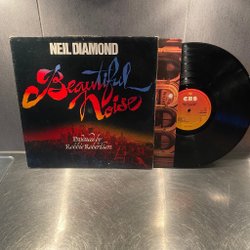 NEIL DIAMOND
Beautiful
Noise
Produced by
Robbie Robertson
CBS